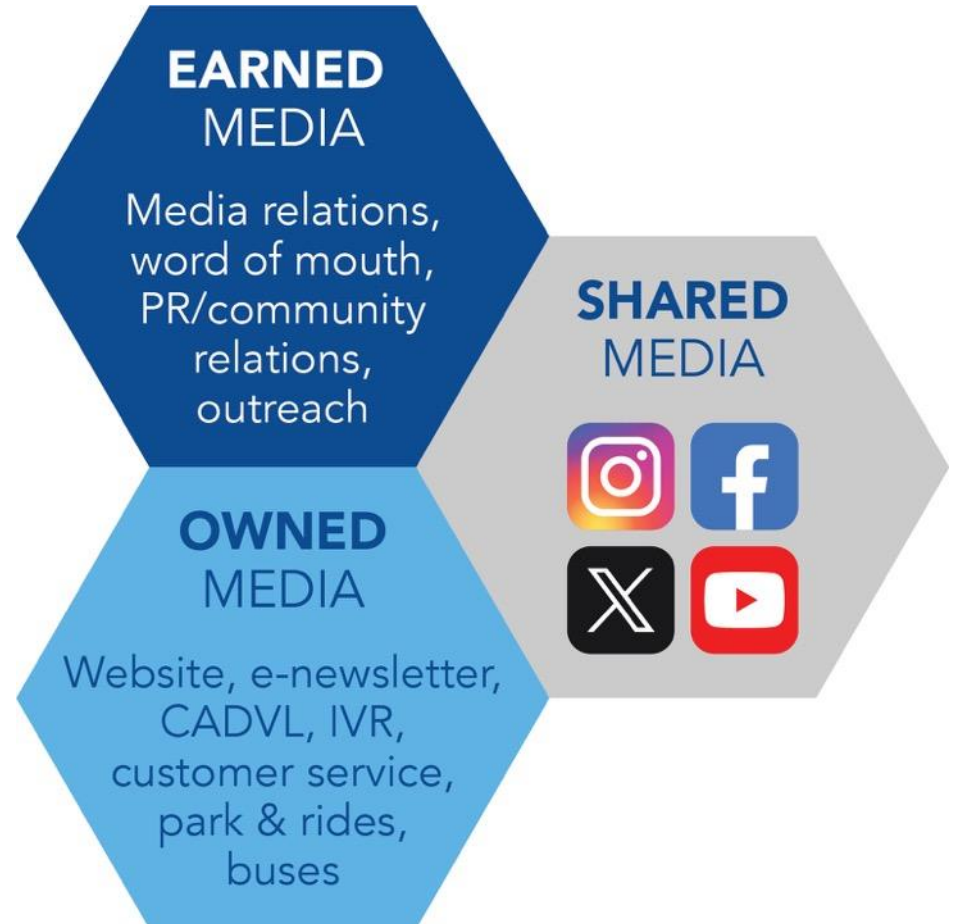 EARNED
MEDIA
Media relations,
word of mouth,
PR/community
relations,
outreach
SHARED
MEDIA
OWNED
MEDIA
Website, e-newsletter,
CADVL, IVR,
customer service,
park & rides,
buses